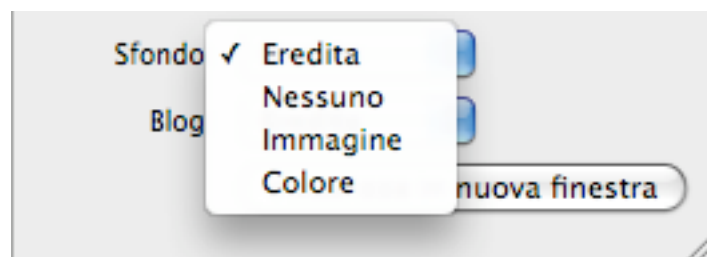 Sfondo ✓ Eredita
Nessuno
Blog
Immagine
Colore
nuova finestra